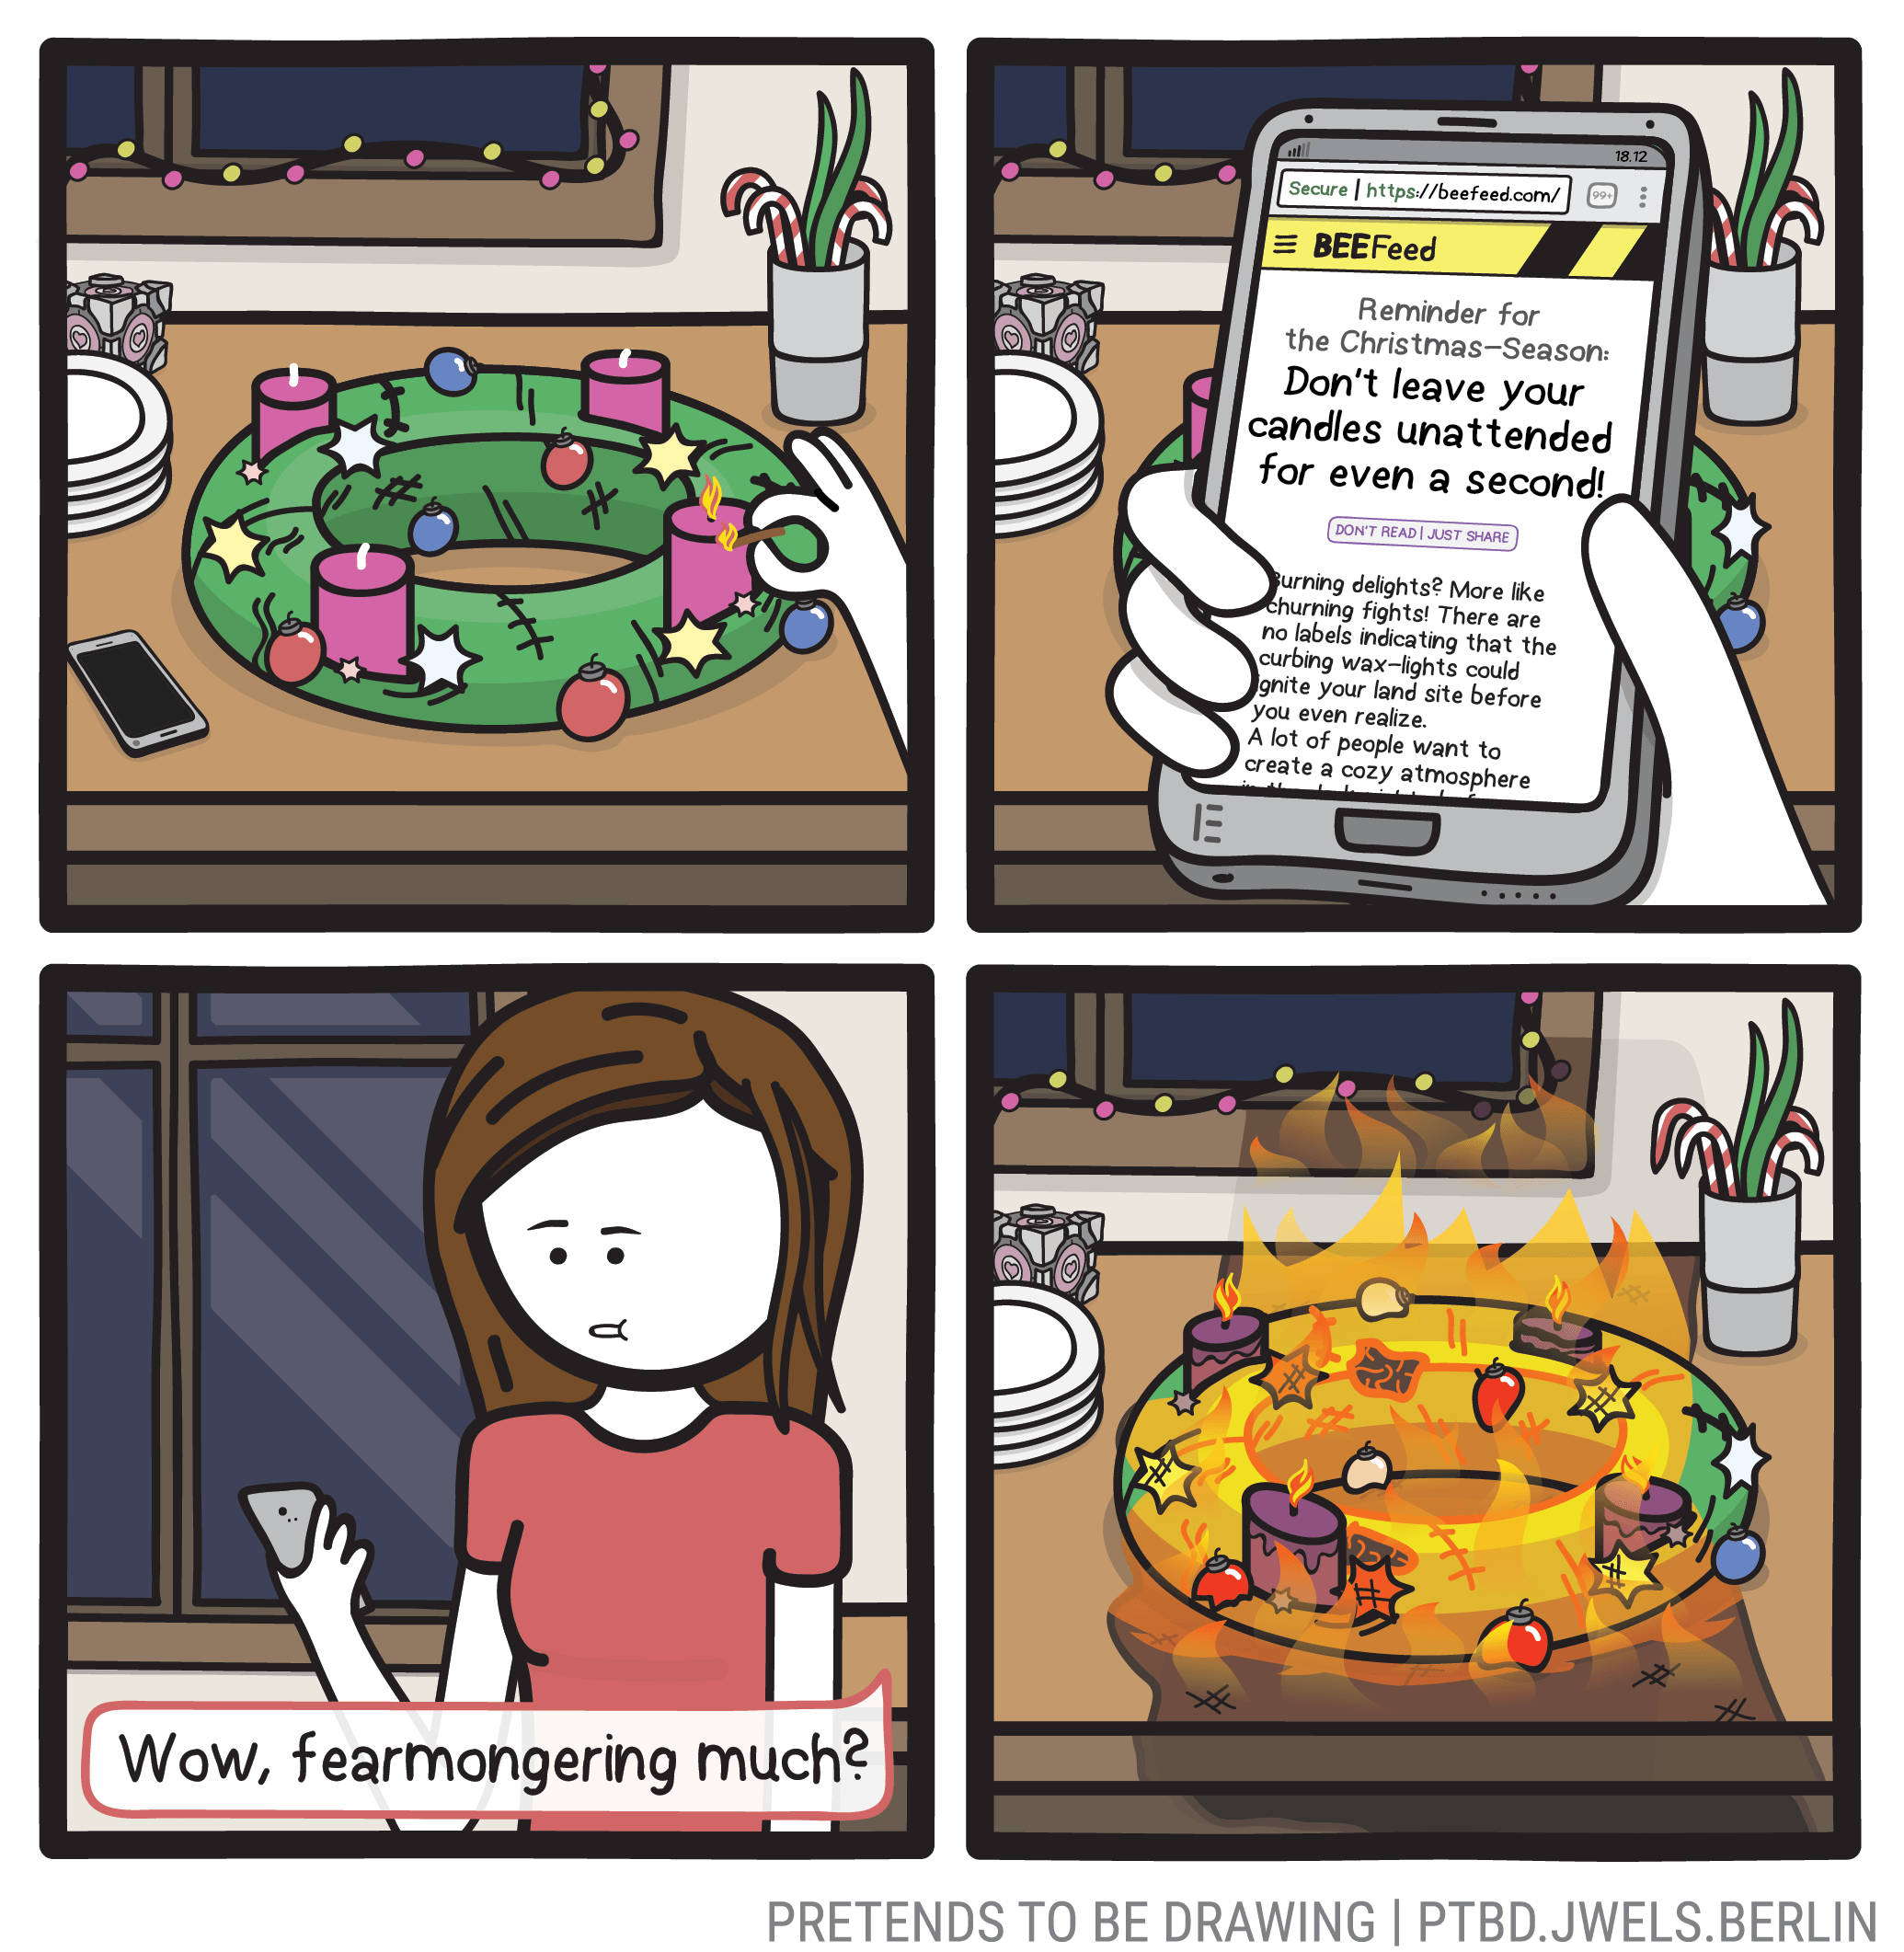 18.12
Secure | https://beefeed.com/
99+
BEEFeed
Reminder for
the Christmas-Season:
Don't leave your
candles unattended
for even a second!
DON'T READ | JUST SHARE
Burning delights? More like
churning fights! There are
no labels indicating that the
curbing wax-lights could
ignite your land site before
you even realize.
A lot of people want to
create a cozy atmosphere
Wow, fearmongering much?
PRETENDS TO BE DRAWING | PTBD.JWELS.BERLIN